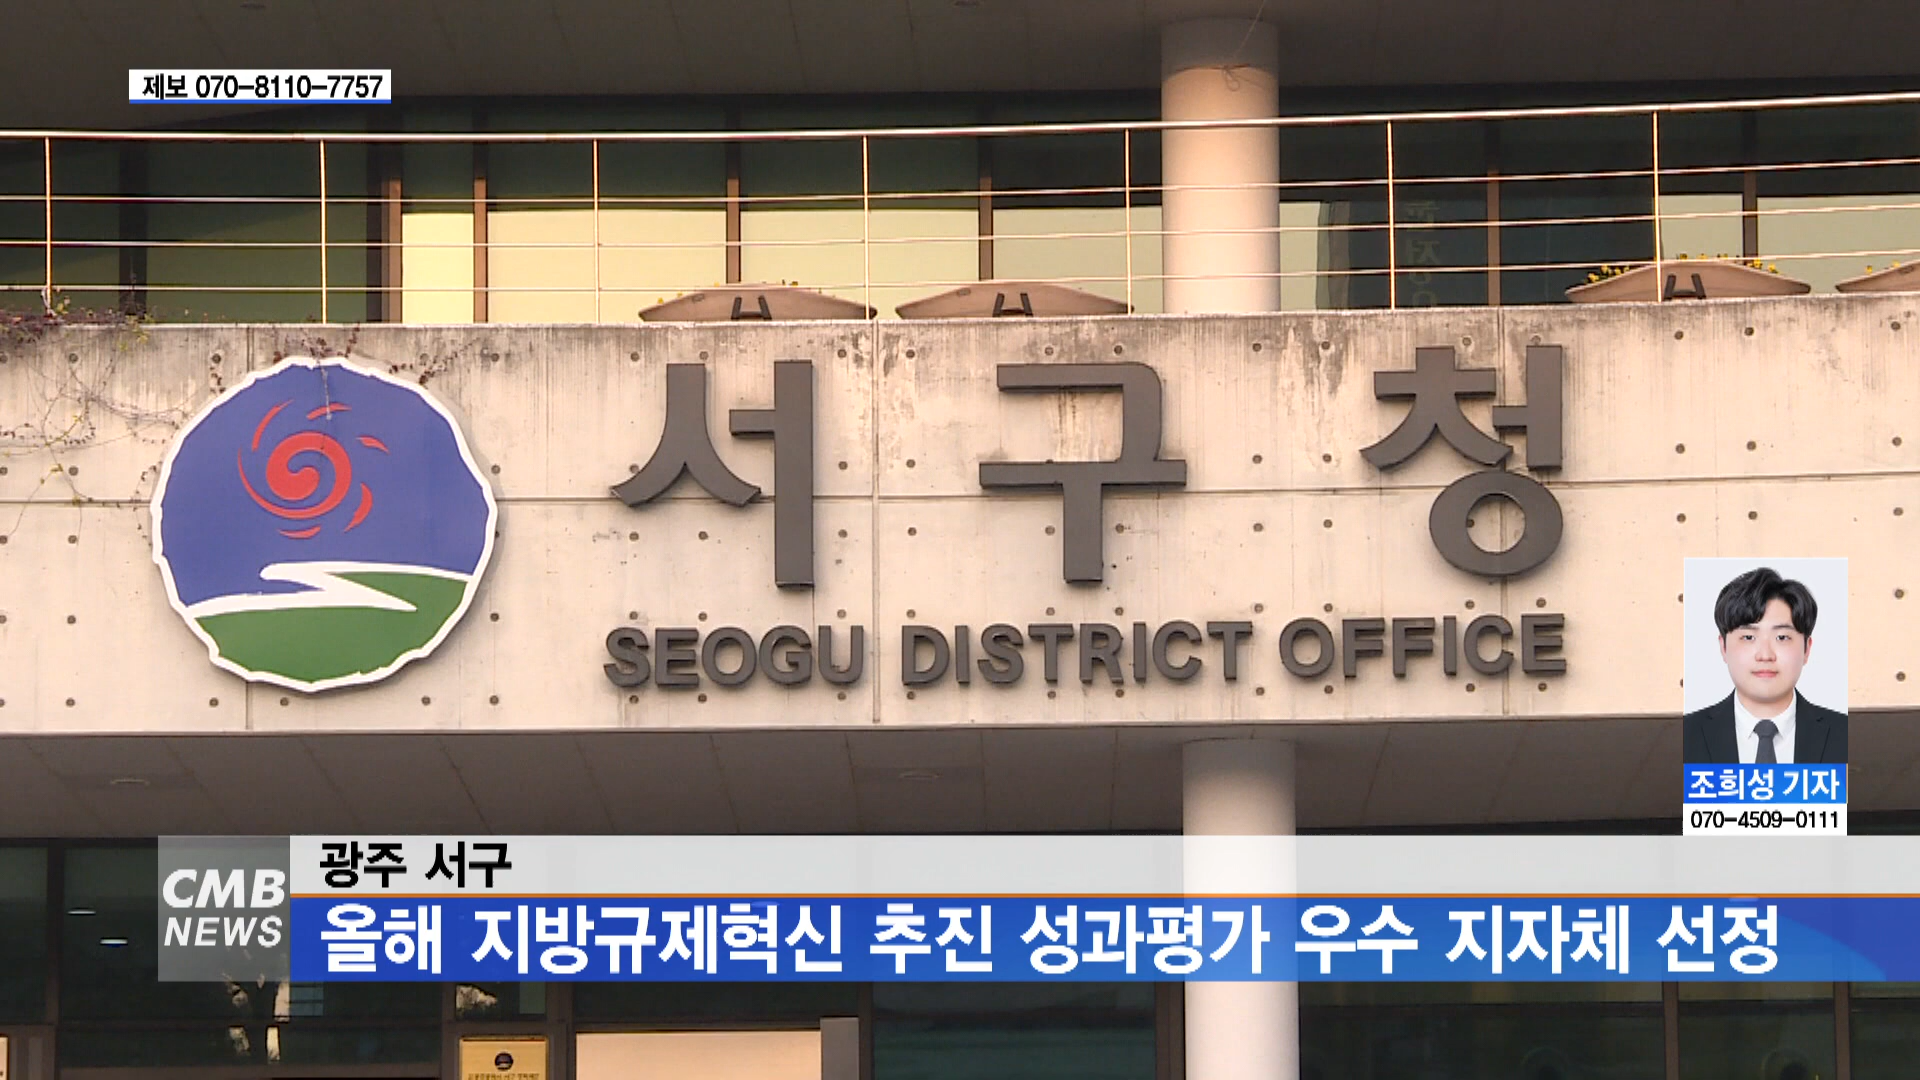 제보 070-8110-7757
서구청
SEOGU DISTRICT OFFICE
조희성 기자
070-4509-0111
CMB
NEWS
광주 서구
올해 지방규제혁신 추진 성과평가 우수 지자체 선정